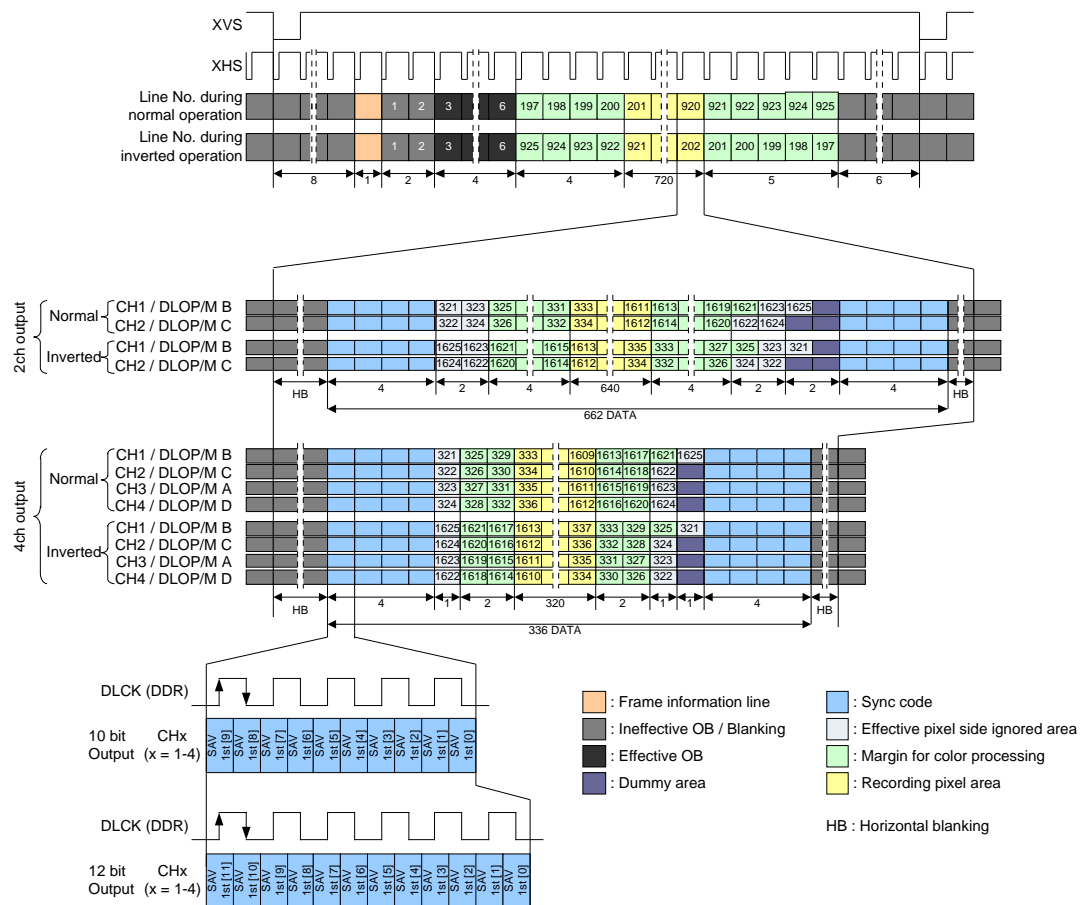 XVS
XHS
Line No. during
normal operation
1 2 3 6 197 198 199 200 201 920 921 922 923 924 925
Line No. during
inverted operation
1 2 3 6 925 924 923 922 921 202 201 200 199 198 197
8 1 2 4 4 720 5 6
2ch output
Normal
CH1 / DLOP/M B 321 323 325 331 333 1611 1613 1619 1621 1623 1625
CH2 / DLOP/M C 322 324 326 332 334 1612 1614 1620 1622 1624
Inverted
CH1 / DLOP/M B 1625 1623 1621 1615 1613 335 333 327 325 323 321
CH2 / DLOP/M C 1624 1622 1620 1614 1612 334 332 326 324 322
HB 4 2 4 640 4 2 2 4 HB
662 DATA
4ch output
Normal
CH1 / DLOP/M B 321 325 329 333 1609 1613 1617 1621 1625
CH2 / DLOP/M C 322 326 330 334 1610 1614 1618 1622
CH3 / DLOP/M A 323 327 331 335 1611 1615 1619 1623
CH4 / DLOP/M D 324 328 332 336 1612 1616 1620 1624
Inverted
CH1 / DLOP/M B 1625 1621 1617 1613 337 333 329 325 321
CH2 / DLOP/M C 1624 1620 1616 1612 336 332 328 324
CH3 / DLOP/M A 1623 1619 1615 1611 335 331 327 323
CH4 / DLOP/M D 1622 1618 1614 1610 334 330 326 322
HB 4 1 2 320 2 1 1 4 HB
336 DATA
DLCK (DDR)
10 bit CHx
Output (x = 1-4)
SAV 1st[9] SAV 1st[8] SAV 1st[7] SAV 1st[6] SAV 1st[5] SAV 1st[4] SAV 1st[3] SAV 1st[2] SAV 1st[1] SAV 1st[0]
DLCK (DDR)
12 bit CHx
Output (x = 1-4)
SAV 1st [11] SAV 1st [10] SAV 1st[9] SAV 1st[8] SAV 1st[7] SAV 1st[6] SAV 1st[5] SAV 1st[4] SAV 1st[3] SAV 1st[2] SAV 1st[1] SAV 1st[0]
: Frame information line
: Ineffective OB / Blanking
: Effective OB
: Dummy area
: Sync code
: Effective pixel side ignored area
: Margin for color processing
: Recording pixel area
HB : Horizontal blanking